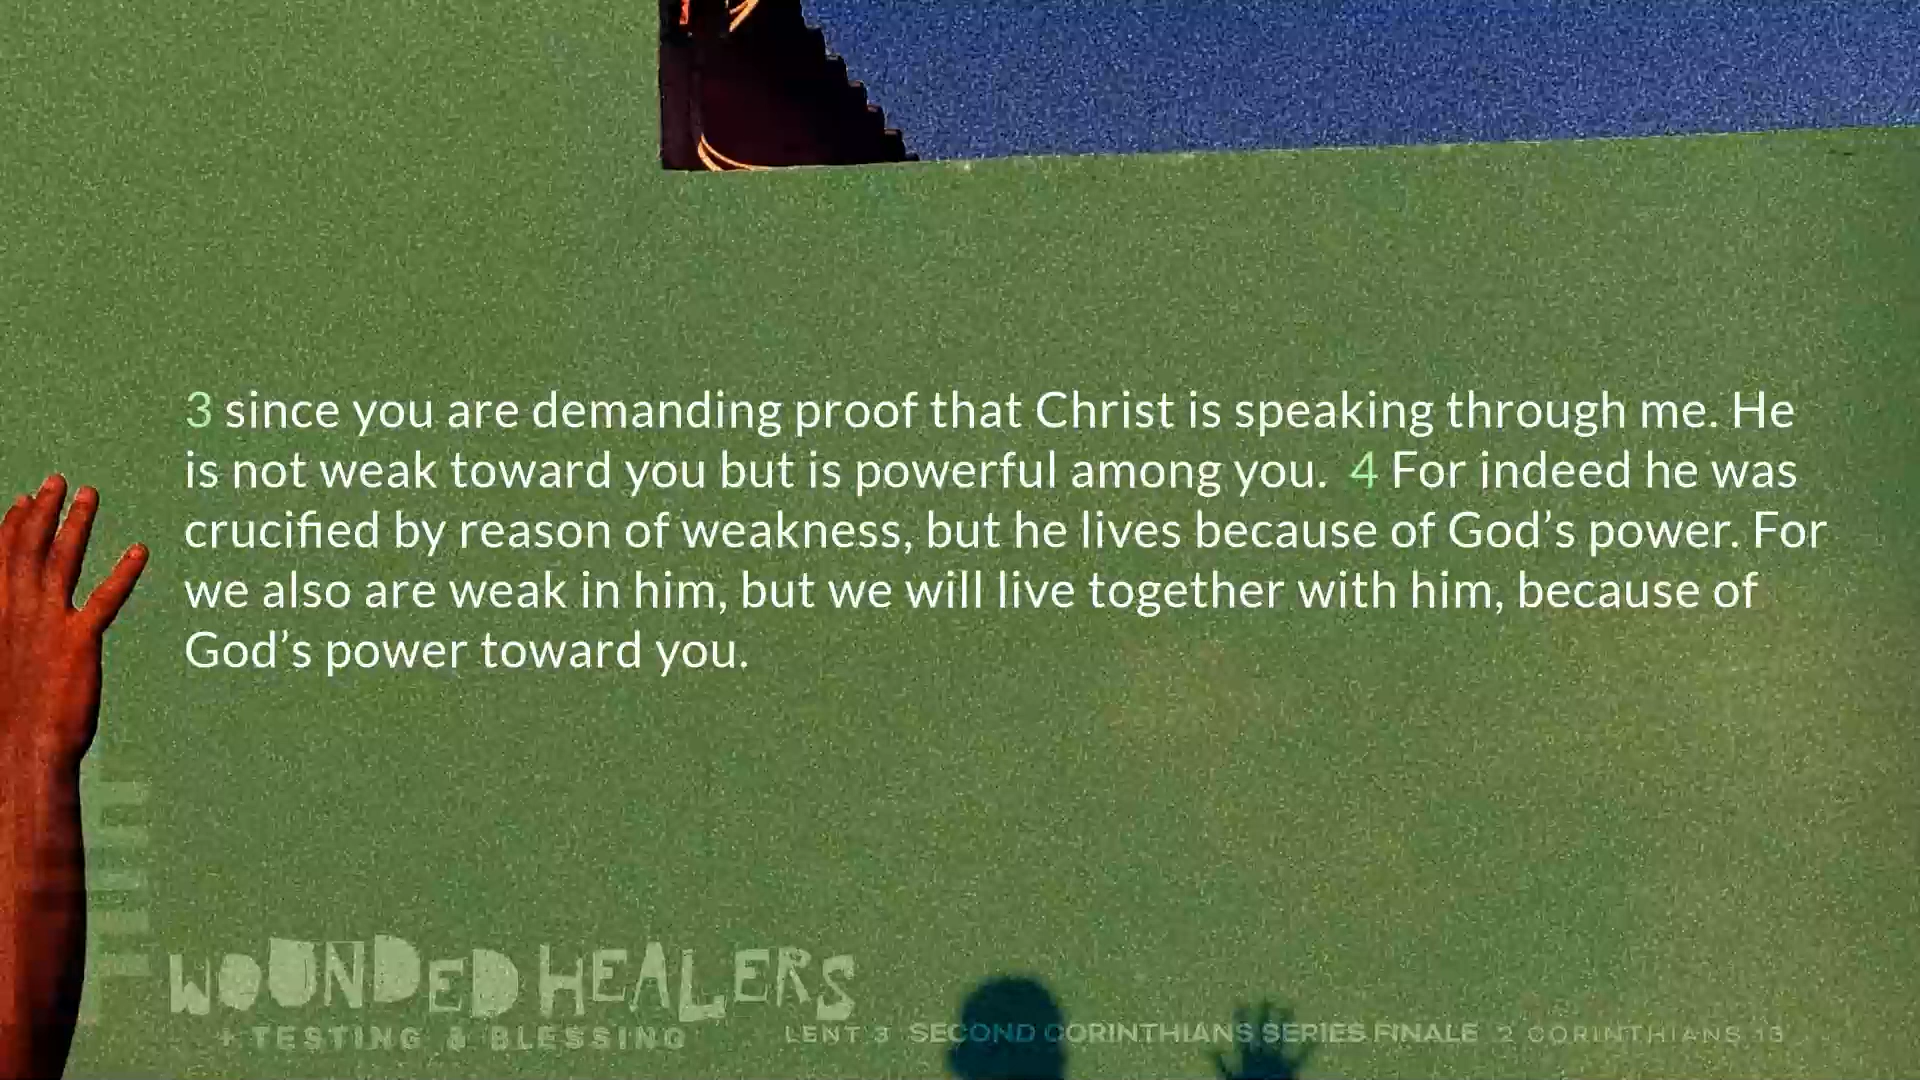 3 since you are demanding proof that Christ is speaking through me. He
is not weak toward you but is powerful among you. 4 For indeed he was
crucified by reason of weakness, but he lives because of God’s power. For
we also are weak in him, but we will live together with him, because of
God’s power toward you.
WOUNDED HEALERS
+ TESTING & BLESSING
LENT 3 SECOND CORINTHIANS SERIES FINALE 2 CORINTHIANS 13